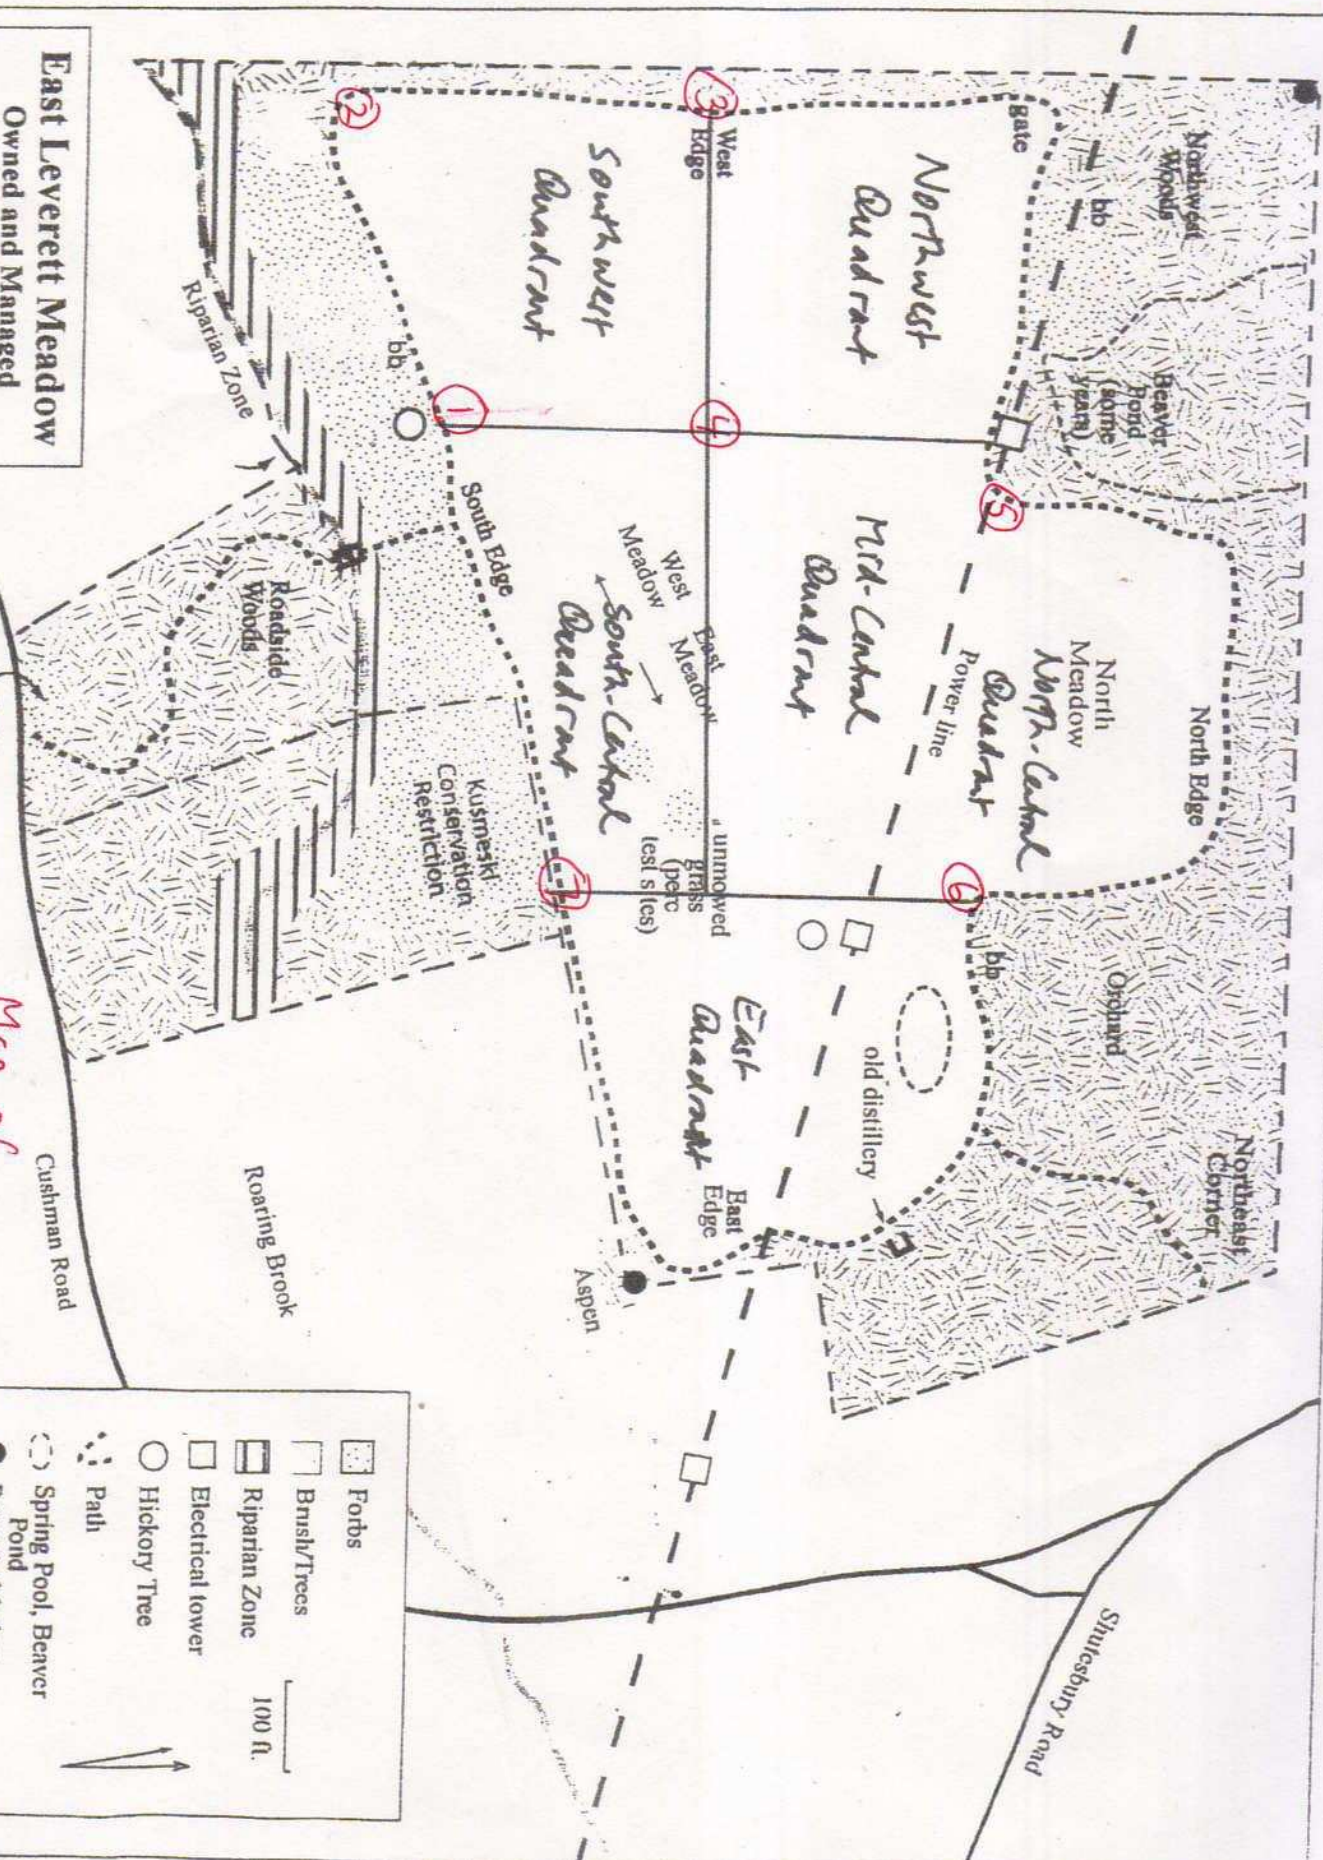 Northwest
Woods
bb
gate
Beaver
Pond
(some
years)
North Edge
North
Meadow
North-Central
Quadrant
Power line
Orchard
bb
Northeast
Corner
old distillery
Northwest
Quadrant
Mid-Central
Quadrant
3
West
Edge
4
5
6
East
Meadow
West
Meadow
unmowed
grass
(perc
test sites)
East
Quadrant
East
Edge
Southwest
Quadrant
South-Central
Quadrant
Aspen
2
1
7
bb
South Edge
Kusmeski
Conservation
Restriction
Riparian Zone
Roadside
Woods
Roaring Brook
Cushman Road
Shutesbury Road
East Leverett Meadow
Owned and Managed
Forbs
Brush/Trees
Riparian Zone
Electrical tower
Hickory Tree
Path
Spring Pool, Beaver
Pond
100 ft.